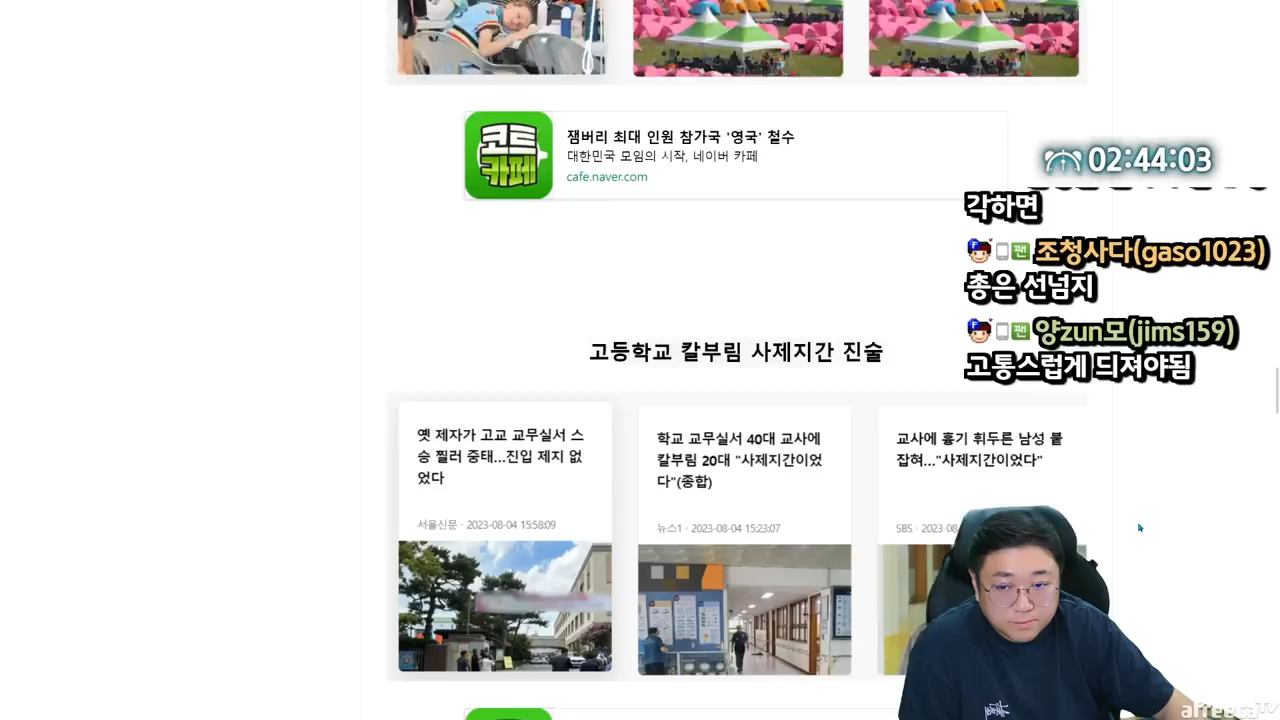 코트
카페
잼버리 최대 인원 참가국 '영국' 철수
대한민국 모임의 시작, 네이버 카페
cafe.naver.com
02:44:03
각하면
조청사다(gaso1023)
총은 선넘지
양zun모(jims159)
고통스럽게 듸져야됨
고등학교 칼부림 사제지간 진술
옛 제자가 고교 교무실서 스
승 찔러 중태...진입 제지 없
었다
서울신문 · 2023-08-04 15:58:09
학교 교무실서 40대 교사에
칼부림 20대 "사제지간이었
다"(종합)
뉴스1 · 2023-08-04 15:23:07
교사에 흉기 휘두른 남성 붙
잡혀..."사제지간이었다"
SBS · 2023-08
afreecaTV